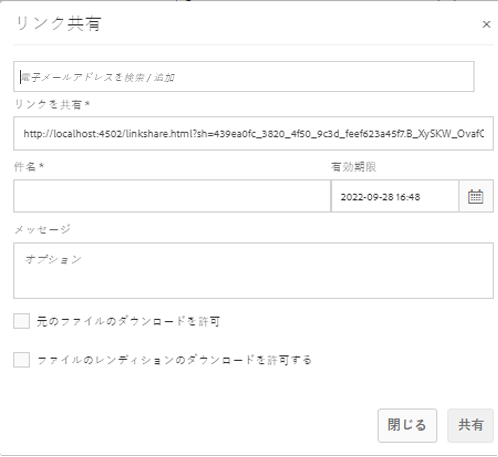 リンク共有
×
電子メールアドレスを検索 / 追加
リンクを共有 *
http://localhost:4502/linkshare.html?sh=439ea0fc_3820_4f50_9c3d_feef623a45f7.B_XySKW_OvafC
件名 * 有効期限
2022-09-28 16:48
メッセージ
オプション
元のファイルのダウンロードを許可
ファイルのレンディションのダウンロードを許可する
閉じる 共有